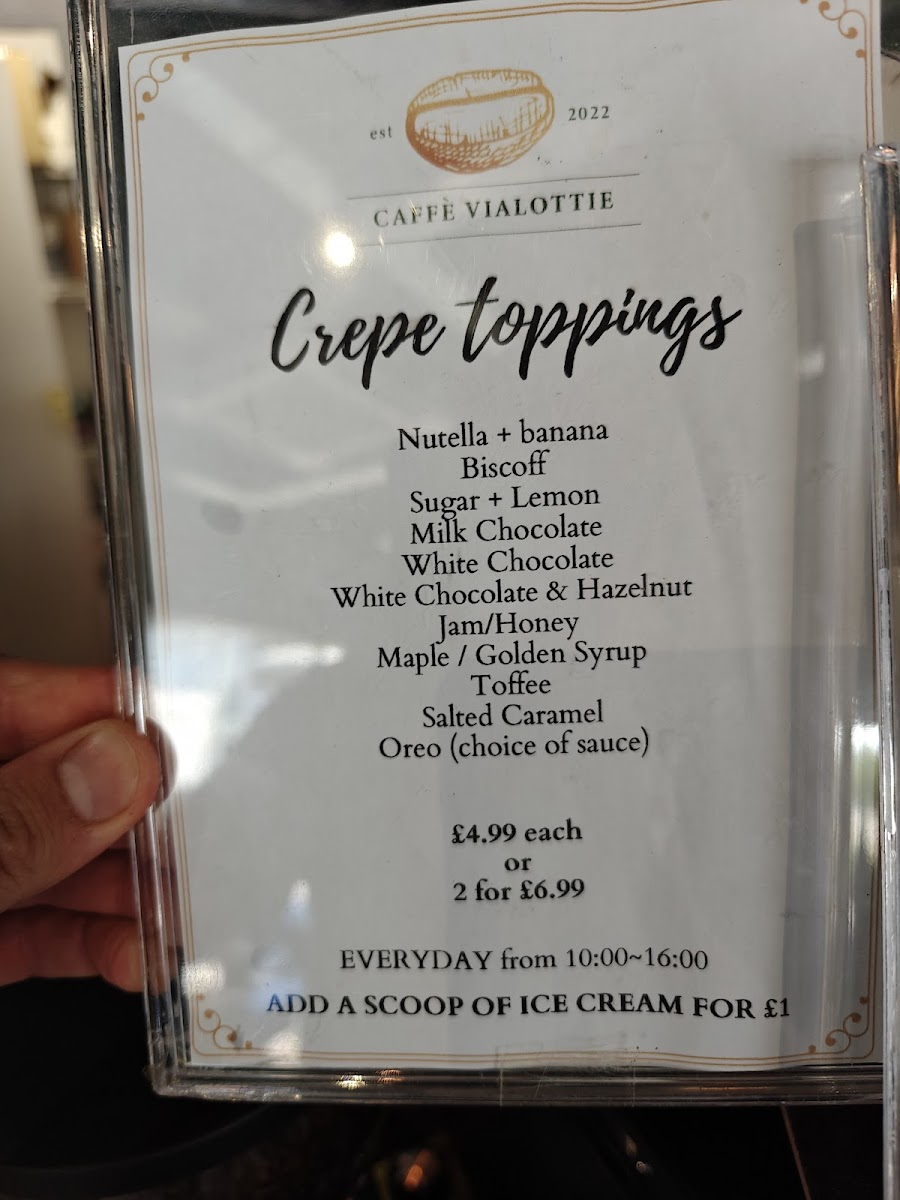 est 2022
CAFFÈ VIALOTTIE
Crepe toppings
Nutella + banana
Biscoff
Sugar + Lemon
Milk Chocolate
White Chocolate
White Chocolate & Hazelnut
Jam/Honey
Maple / Golden Syrup
Toffee
Salted Caramel
Oreo (choice of sauce)
£4.99 each
or
2 for £6.99
EVERYDAY from 10:00~16:00
ADD A SCOOP OF ICE CREAM FOR £1